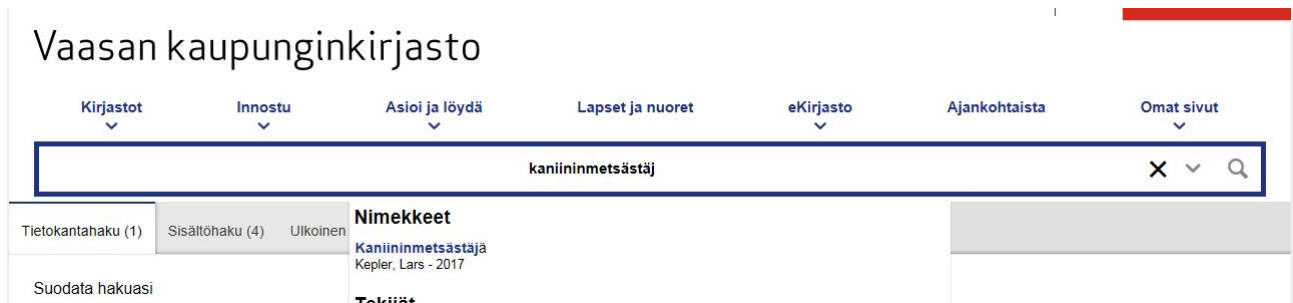 Vaasan kaupunginkirjasto
Kirjastot Innostu Asioi ja löydä Lapset ja nuoret eKirjasto Ajankohtaista Omat sivut
kaniininmetsästäj
Tietokantahaku (1) Sisältöhaku (4) Ulkoinen
Nimekkeet
Kaniininmetsästäjä
Kepler, Lars - 2017
Suodata hakuasi
Tekijät